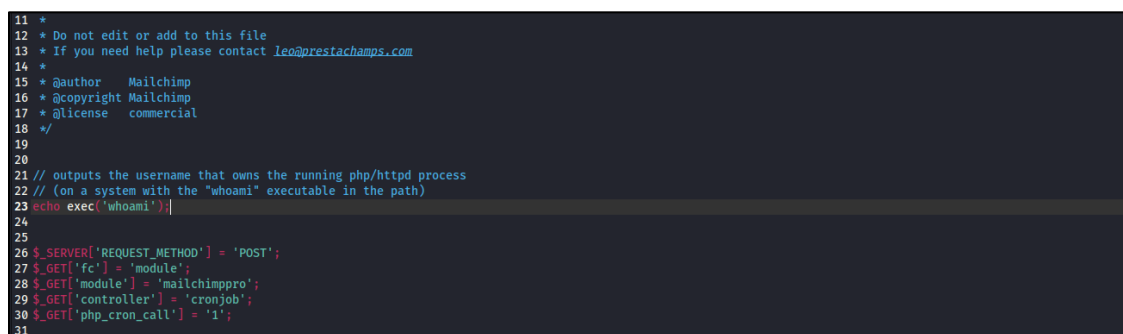 11 *
12 * Do not edit or add to this file
13 * If you need help please contact leo@prestachamps.com
14 *
15 * @author    Mailchimp
16 * @copyright Mailchimp
17 * @license   commercial
18 */
19
20
21 // outputs the username that owns the running php/httpd process
22 // (on a system with the "whoami" executable in the path)
23 echo exec('whoami');
24
25
26 $_SERVER['REQUEST_METHOD'] = 'POST';
27 $_GET['fc'] = 'module';
28 $_GET['module'] = 'mailchimppro';
29 $_GET['controller'] = 'cronjob';
30 $_GET['php_cron_call'] = '1';
31